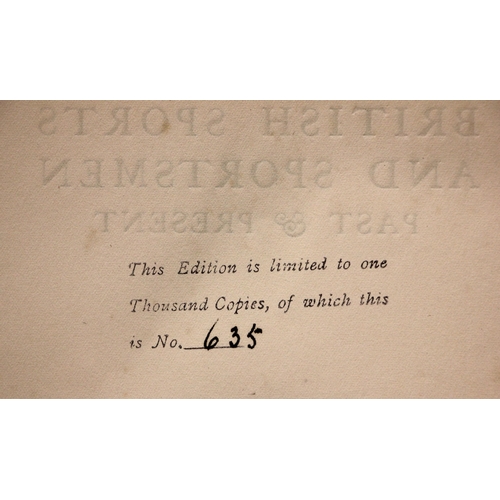 BRITISH SPORTS
AND SPORTSMEN
PAST & PRESENT
This Edition is limited to one
Thousand Copies, of which this
is No. 635